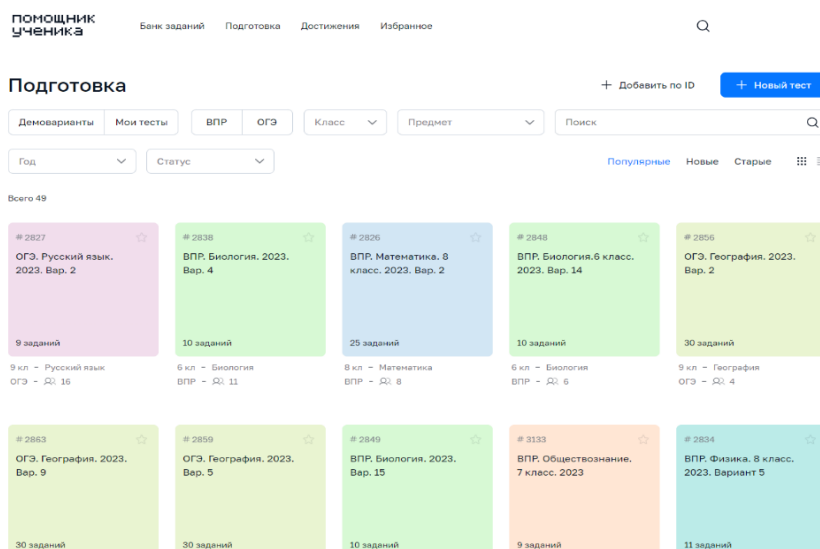 помощник
ученика
Банк заданий Подготовка Достижения Избранное
Подготовка
+ Добавить по ID + Новый тест
Демоварианты Мои тесты ВПР ОГЭ Класс Предмет Поиск
Год Статус Популярные Новые Старые
Всего 49
# 2827 # 2838 # 2826 # 2848 # 2856
ОГЭ. Русский язык. ВПР. Биология. 2023. ВПР. Математика. 8 ВПР. Биология.6 класс. ОГЭ. География. 2023.
2023. Вар. 2 Вар. 4 класс. 2023. Вар. 2 2023. Вар. 14 Вар. 2
9 заданий 10 заданий 25 заданий 10 заданий 30 заданий
9 кл – Русский язык 6 кл – Биология 8 кл – Математика 6 кл – Биология 9 кл – География
ОГЭ – 16 ВПР – 11 ВПР – 8 ВПР – 6 ОГЭ – 4
# 2863 # 2859 # 2849 # 3133 # 2834
ОГЭ. География. 2023. ОГЭ. География. 2023. ВПР. Биология. 2023. ВПР. Обществознание. ВПР. Физика. 8 класс.
Вар. 9 Вар. 5 Вар. 15 7 класс. 2023 2023. Вариант 5
30 заданий 30 заданий 10 заданий 9 заданий 11 заданий